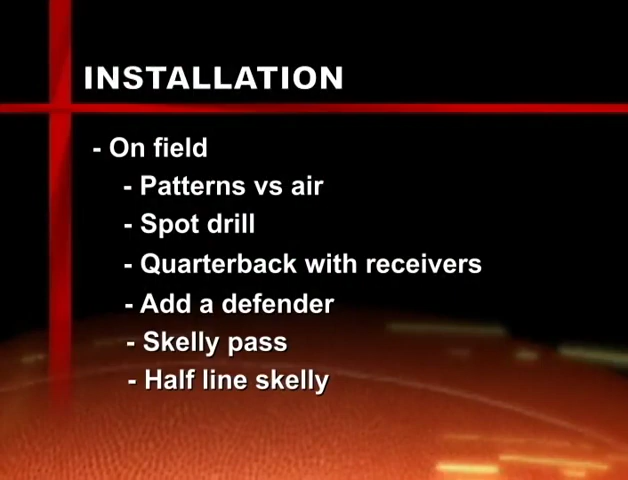 INSTALLATION
- On field
- Patterns vs air
- Spot drill
- Quarterback with receivers
- Add a defender
- Skelly pass
- Half line skelly